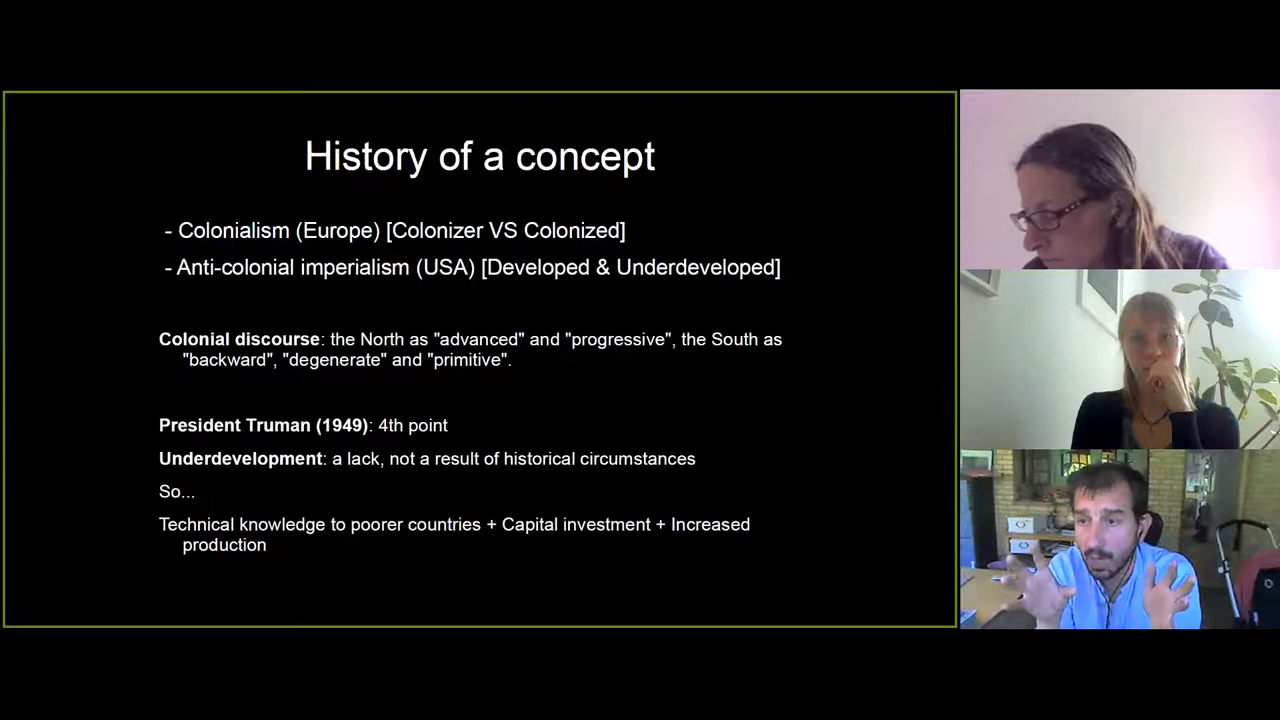 History of a concept
- Colonialism (Europe) [Colonizer VS Colonized]
- Anti-colonial imperialism (USA) [Developed & Underdeveloped]
Colonial discourse: the North as "advanced" and "progressive", the South as
"backward", "degenerate" and "primitive".
President Truman (1949): 4th point
Underdevelopment: a lack, not a result of historical circumstances
So...
Technical knowledge to poorer countries + Capital investment + Increased
production